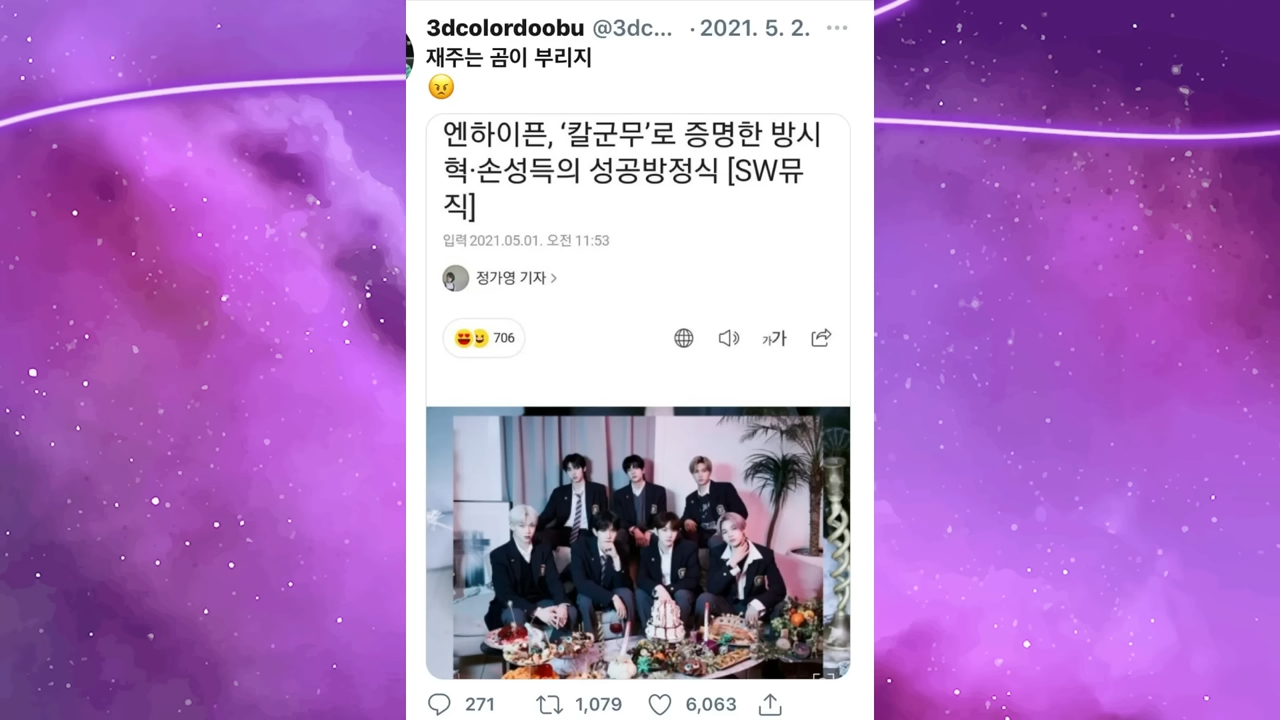 3dcolordoobu @3dc... · 2021. 5. 2.
재주는 곰이 부리지
엔하이픈, ‘칼군무’로 증명한 방시
혁·손성득의 성공방정식 [SW뮤
직]
입력 2021.05.01. 오전 11:53
정가영 기자 >
706
가가
271 1,079 6,063